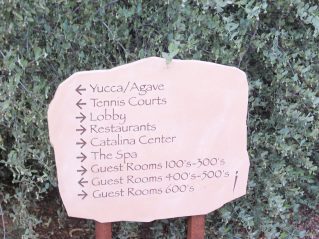 ← Yucca/Agave
← Tennis Courts
→ Lobby
→ Restaurants
→ Catalina Center
→ The Spa
→ Guest Rooms 100's-300's
← Guest Rooms 400's-500's
→ Guest Rooms 600's